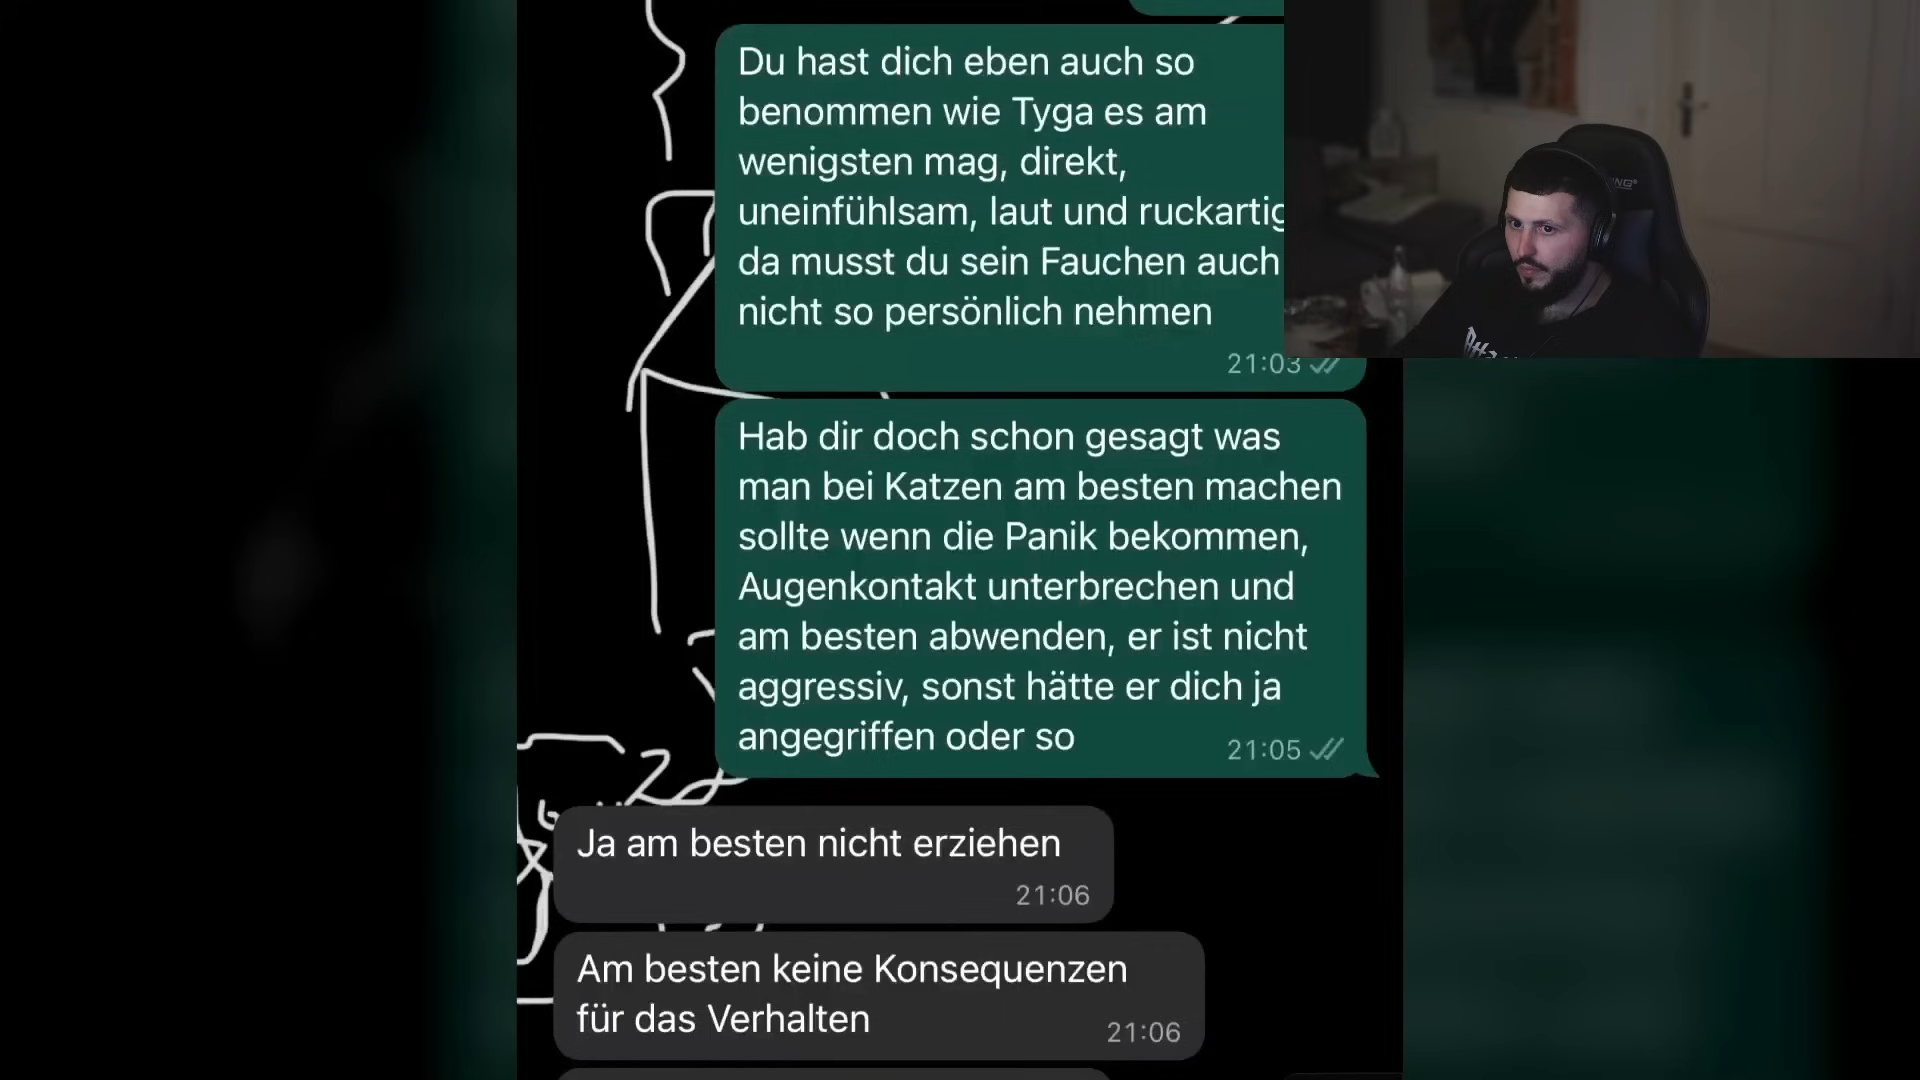 Du hast dich eben auch so
benommen wie Tyga es am
wenigsten mag, direkt,
uneinfühlsam, laut und ruckartig
da musst du sein Fauchen auch
nicht so persönlich nehmen
21:03
Hab dir doch schon gesagt was
man bei Katzen am besten machen
sollte wenn die Panik bekommen,
Augenkontakt unterbrechen und
am besten abwenden, er ist nicht
aggressiv, sonst hätte er dich ja
angegriffen oder so
21:05
Ja am besten nicht erziehen
21:06
Am besten keine Konsequenzen
für das Verhalten
21:06